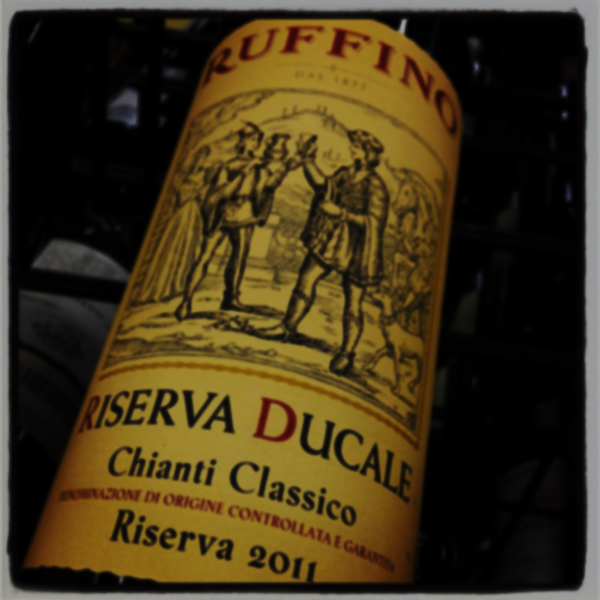 RUFFINO
DAL 1877
RISERVA DUCALE
Chianti Classico
DENOMINAZIONE DI ORIGINE CONTROLLATA E GARANTITA
Riserva 2011